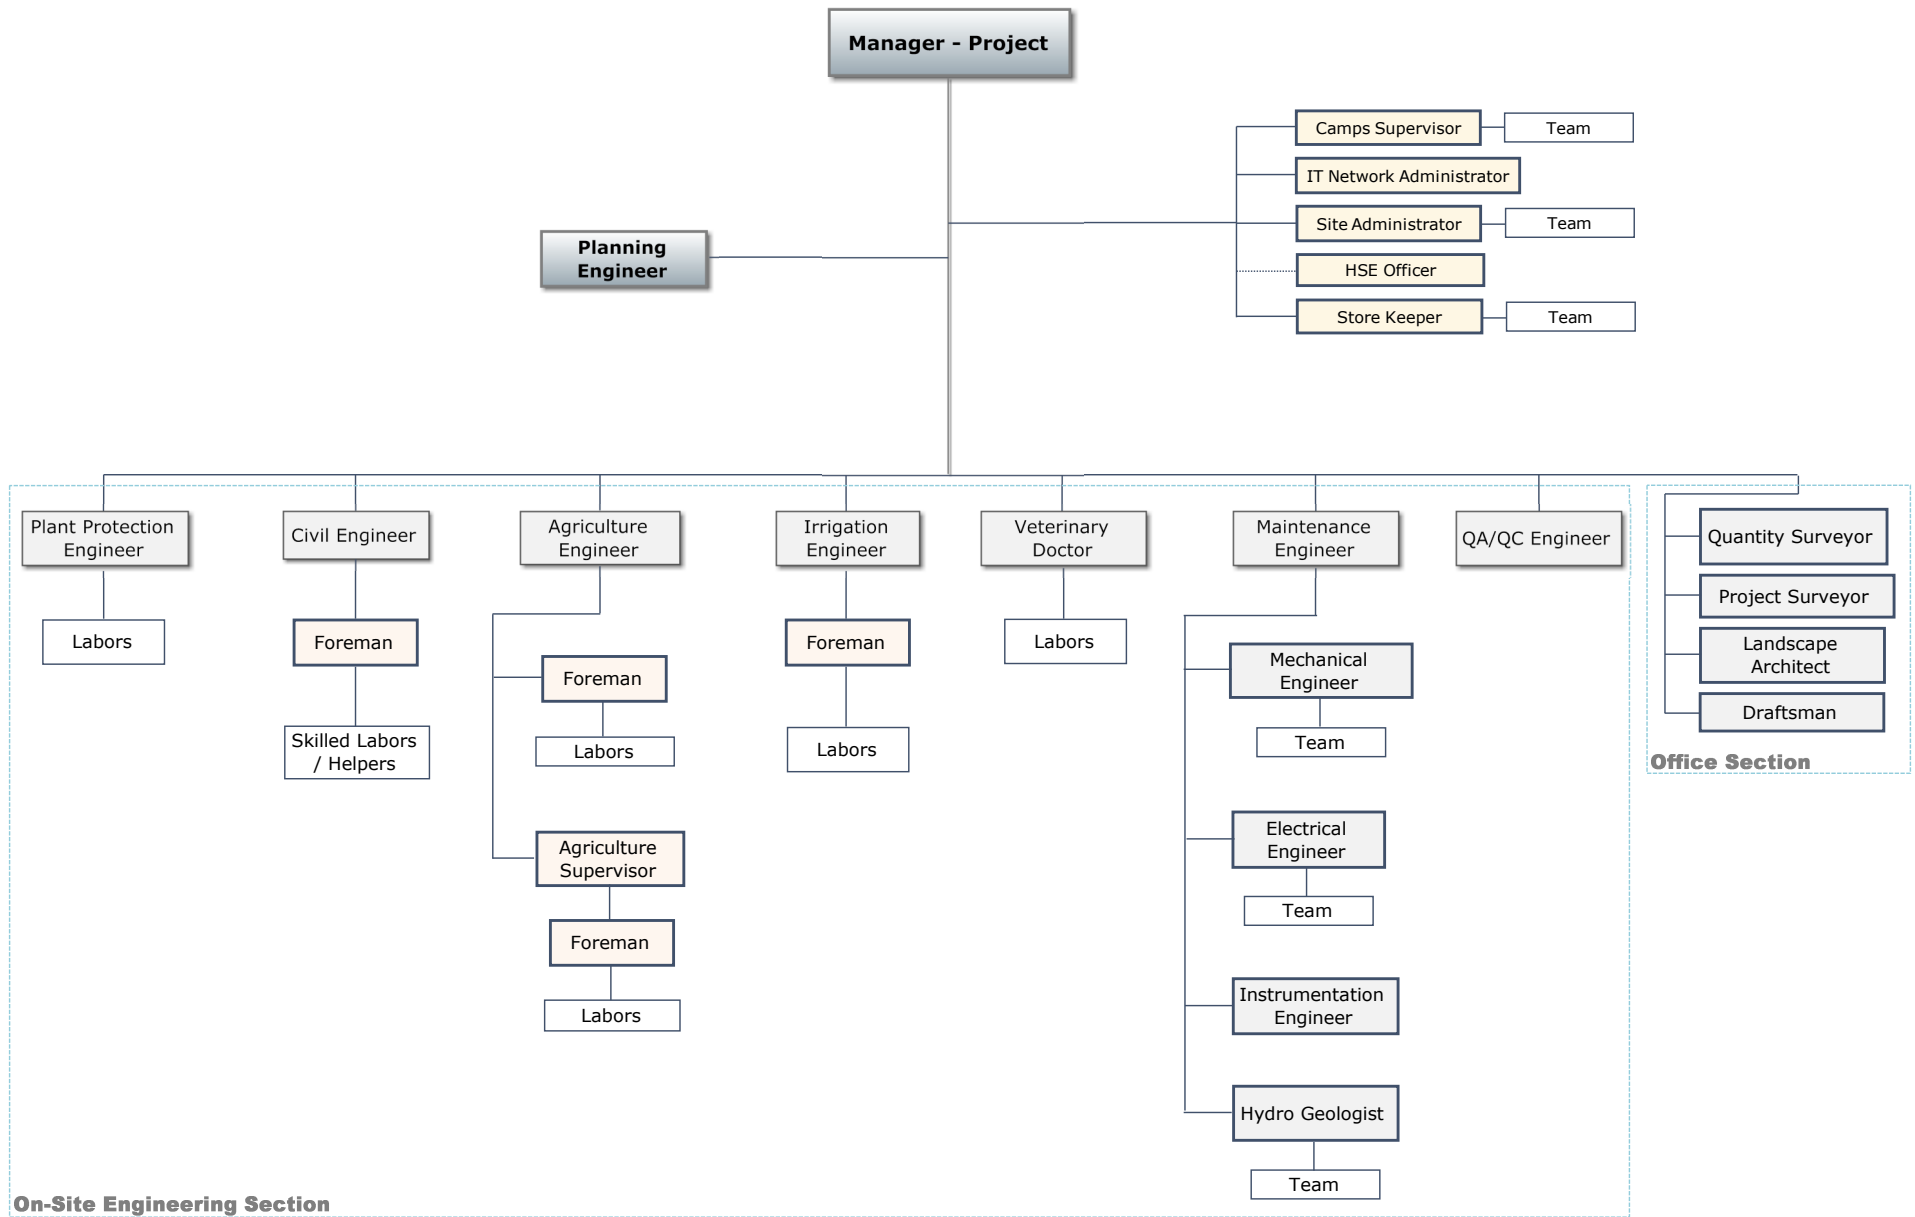 Manager - Project
Camps Supervisor
Team
IT Network Administrator
Site Administrator
Team
Planning
Engineer
HSE Officer
Store Keeper
Team
Plant Protection
Engineer
Civil Engineer
Agriculture
Engineer
Irrigation
Engineer
Veterinary
Doctor
Maintenance
Engineer
QA/QC Engineer
Quantity Surveyor
Project Surveyor
Landscape
Architect
Draftsman
Office Section
Labors
Foreman
Skilled Labors
/ Helpers
Foreman
Labors
Agriculture
Supervisor
Foreman
Labors
Foreman
Labors
Labors
Mechanical
Engineer
Team
Electrical
Engineer
Team
Instrumentation
Engineer
Hydro Geologist
Team
On-Site Engineering Section